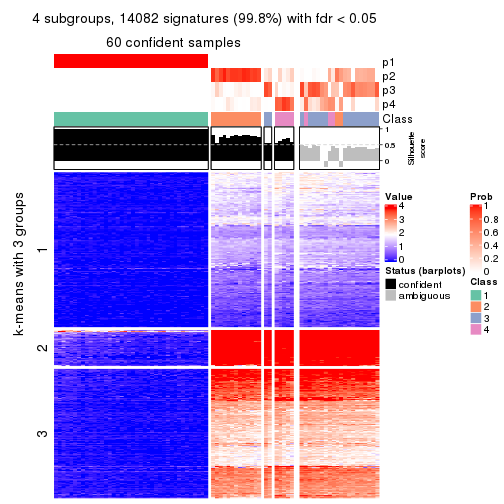 4 subgroups, 14082 signatures (99.8%) with fdr < 0.05
60 confident samples
p1
p2
p3
p4
Class
1
0.5
0
Silhouette
score
k-means with 3 groups
1
2
3
Value
4
3
2
1
0
Status (barplots)
confident
ambiguous
Prob
1
0.8
0.6
0.4
0.2
0
Class
1
2
3
4